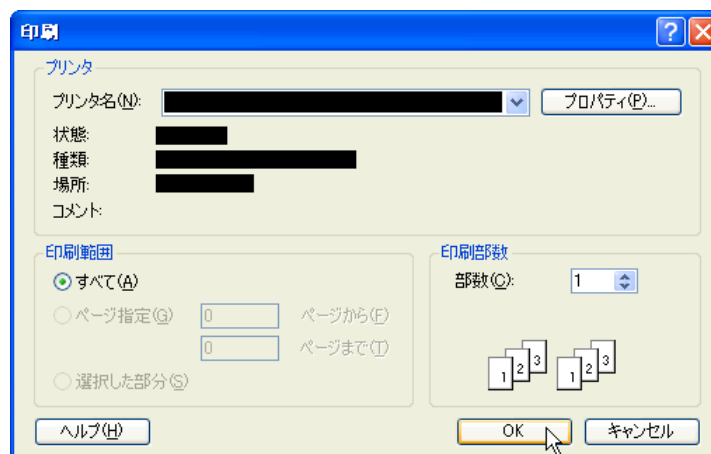 印刷
プリンタ
プリンタ名(N): プロパティ(P)...
状態:
種類:
場所:
コメント:
印刷範囲
すべて(A)
ページ指定(G) 0 ページから(F)
0 ページまで(T)
選択した部分(S)
印刷部数
部数(C): 1
1 2 3 1 2 3
ヘルプ(H) OK キャンセル